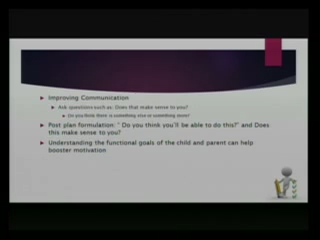 Improving Communication
Ask questions such as: Does that make sense to you?
Do you think there is something else or something more?
Post plan formulation: " Do you think you'll be able to do this?" and Does
this make sense to you?
Understanding the functional goals of the child and parent can help
booster motivation.